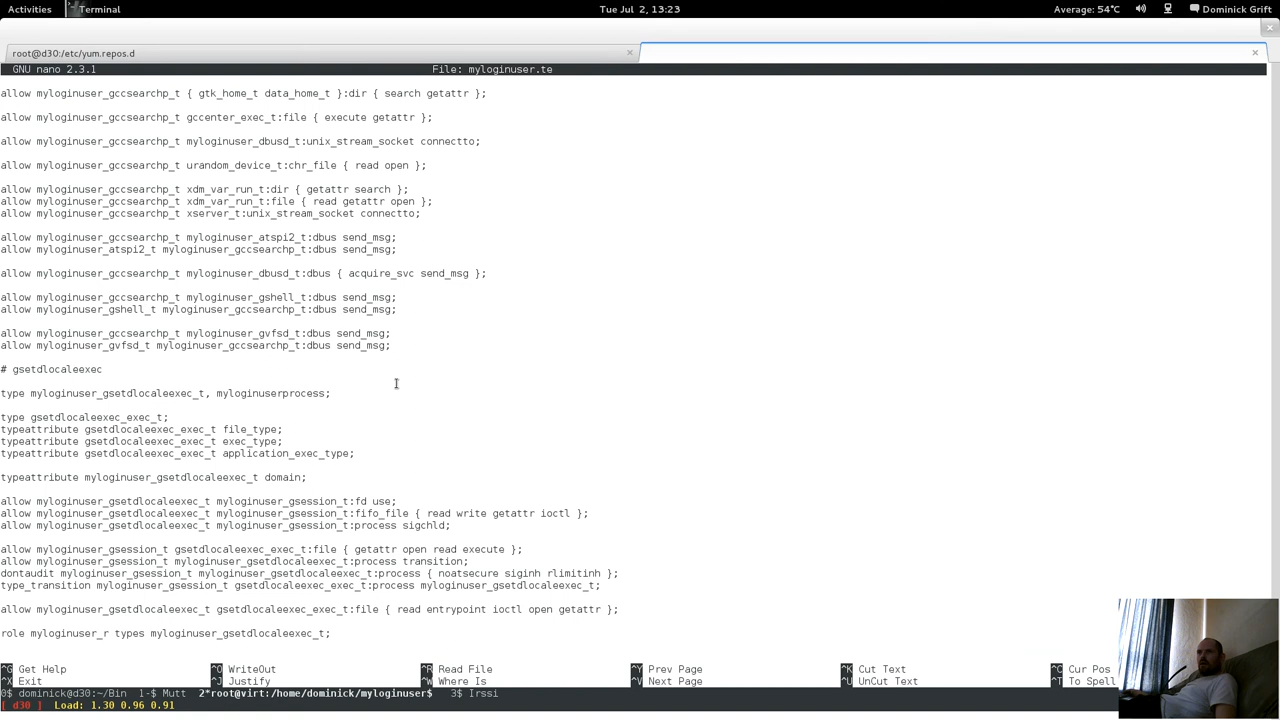 Activities Terminal Tue Jul 2, 13:23 Average: 54°C Dominick Grift
root@d30:/etc/yum.repos.d
GNU nano 2.3.1 File: myloginuser.te
allow myloginuser_gccsearchp_t { gtk_home_t data_home_t }:dir { search getattr };
allow myloginuser_gccsearchp_t gccenter_exec_t:file { execute getattr };
allow myloginuser_gccsearchp_t myloginuser_dbusd_t:unix_stream_socket connectto;
allow myloginuser_gccsearchp_t urandom_device_t:chr_file { read open };
allow myloginuser_gccsearchp_t xdm_var_run_t:dir { getattr search };
allow myloginuser_gccsearchp_t xdm_var_run_t:file { read getattr open };
allow myloginuser_gccsearchp_t xserver_t:unix_stream_socket connectto;
allow myloginuser_gccsearchp_t myloginuser_atspi2_t:dbus send_msg;
allow myloginuser_atspi2_t myloginuser_gccsearchp_t:dbus send_msg;
allow myloginuser_gccsearchp_t myloginuser_dbusd_t:dbus { acquire_svc send_msg };
allow myloginuser_gccsearchp_t myloginuser_gshell_t:dbus send_msg;
allow myloginuser_gshell_t myloginuser_gccsearchp_t:dbus send_msg;
allow myloginuser_gccsearchp_t myloginuser_gvfsd_t:dbus send_msg;
allow myloginuser_gvfsd_t myloginuser_gccsearchp_t:dbus send_msg;
# gsetdlocaleexec
type myloginuser_gsetdlocaleexec_t, myloginuserprocess;
type gsetdlocaleexec_exec_t;
typeattribute gsetdlocaleexec_exec_t file_type;
typeattribute gsetdlocaleexec_exec_t exec_type;
typeattribute gsetdlocaleexec_exec_t application_exec_type;
typeattribute myloginuser_gsetdlocaleexec_t domain;
allow myloginuser_gsetdlocaleexec_t myloginuser_gsession_t:fd use;
allow myloginuser_gsetdlocaleexec_t myloginuser_gsession_t:fifo_file { read write getattr ioctl };
allow myloginuser_gsetdlocaleexec_t myloginuser_gsession_t:process sigchld;
allow myloginuser_gsession_t gsetdlocaleexec_exec_t:file { getattr open read execute };
allow myloginuser_gsession_t myloginuser_gsetdlocaleexec_t:process transition;
dontaudit myloginuser_gsession_t myloginuser_gsetdlocaleexec_t:process { noatsecure siginh rlimitinh };
type_transition myloginuser_gsession_t gsetdlocaleexec_exec_t:process myloginuser_gsetdlocaleexec_t;
allow myloginuser_gsetdlocaleexec_t gsetdlocaleexec_exec_t:file { read entrypoint ioctl open getattr };
role myloginuser_r types myloginuser_gsetdlocaleexec_t;
^G Get Help ^O WriteOut ^R Read File ^Y Prev Page ^K Cut Text ^C Cur Pos
^X Exit ^J Justify ^W Where Is ^V Next Page ^U UnCut Text ^T To Spell
0$ dominick@d30:~/Bin 1-$ Mutt 2*root@virt:/home/dominick/myloginuser$ 3$ Irssi
[ d30 ] Load: 1.30 0.96 0.91